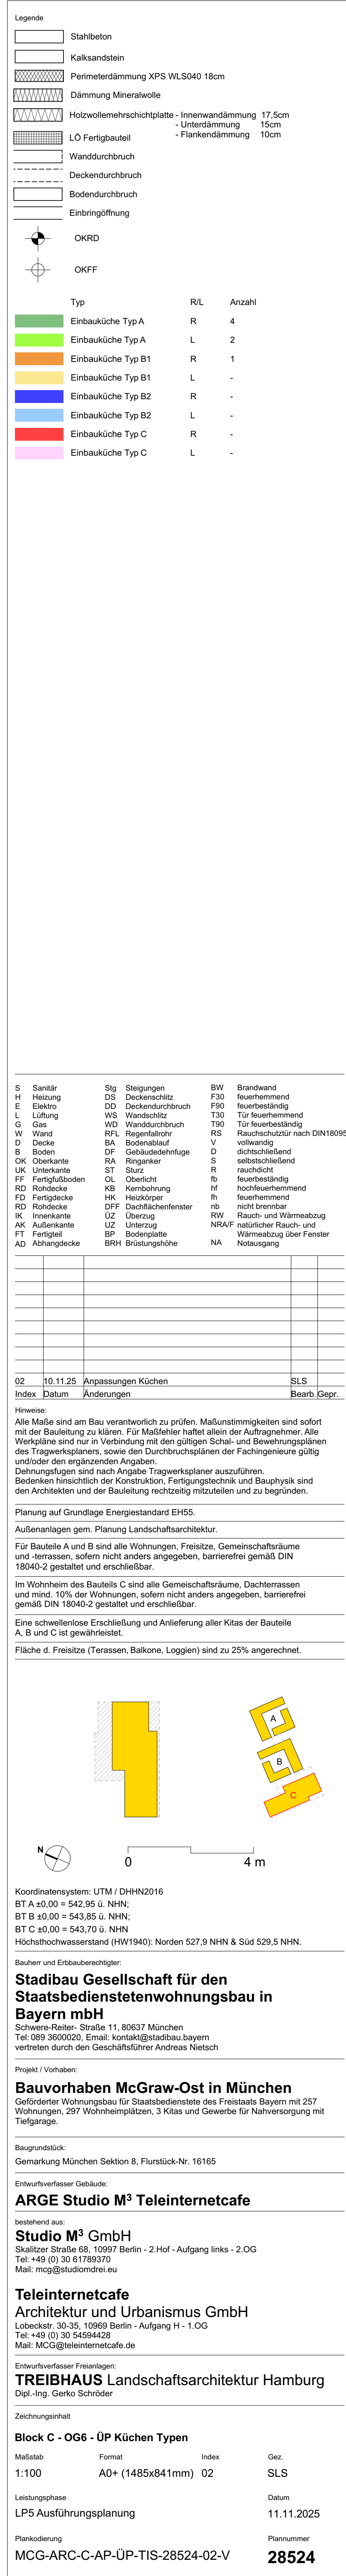 Legende
Stahlbeton
Kalksandstein
Perimeterdämmung XPS WLS040 18cm
Dämmung Mineralwolle
Holzwollemehrschichtplatte - Innenwandämmung 17,5cm
- Unterdämmung 15cm
- Flankendämmung 10cm
LÖ Fertigbauteil
Wanddurchbruch
Deckendurchbruch
Bodendurchbruch
Einbringöffnung
OKRD
OKFF
Typ R/L Anzahl
Einbauküche Typ A R 4
Einbauküche Typ A L 2
Einbauküche Typ B1 R 1
Einbauküche Typ B1 L -
Einbauküche Typ B2 R -
Einbauküche Typ B2 L -
Einbauküche Typ C R -
Einbauküche Typ C L -
S Sanitär Stg Steigungen BW Brandwand
H Heizung DS Deckenschlitz F30 feuerhemmend
E Elektro DD Deckendurchbruch F90 feuerbeständig
L Lüftung WS Wandschlitz T30 Tür feuerhemmend
G Gas WD Wanddurchbruch T90 Tür feuerbeständig
W Wand RFL Regenfallrohr RS Rauchschutztür nach DIN18095
D Decke BA Bodenablauf V vollwandig
B Boden DF Gebäudedehnfuge D dichtschließend
OK Oberkante RA Ringanker S selbstschließend
UK Unterkante ST Sturz R rauchdicht
FF Fertigfußboden OL Oberlicht fb feuerbeständig
RD Rohdecke KB Kernbohrung hf hochfeuerhemmend
FD Fertigdecke HK Heizkörper fh feuerhemmend
RD Rohdecke DFF Dachflächenfenster nb nicht brennbar
IK Innenkante ÜZ Überzug RW Rauch- und Wärmeabzug
AK Außenkante UZ Unterzug NRA/F natürlicher Rauch- und
FT Fertigteil BP Bodenplatte Wärmeabzug über Fenster
AD Abhangdecke BRH Brüstungshöhe NA Notausgang
02 10.11.25 Anpassungen Küchen SLS
Index Datum Änderungen Bearb. Gepr.
Hinweise:
Alle Maße sind am Bau verantworlich zu prüfen. Maßunstimmigkeiten sind sofort
mit der Bauleitung zu klären. Für Maßfehler haftet allein der Auftragnehmer. Alle
Werkpläne sind nur in Verbindung mit den gültigen Schal- und Bewehrungsplänen
des Tragwerksplaners, sowie den Durchbruchsplänen der Fachingenieure gültig
und/oder den ergänzenden Angaben.
Dehnungsfugen sind nach Angabe Tragwerksplaner auszuführen.
Bedenken hinsichtlich der Konstruktion, Fertigungstechnik und Bauphysik sind
den Architekten und der Bauleitung rechtzeitig mitzuteilen und zu begründen.
Planung auf Grundlage Energiestandard EH55.
Außenanlagen gem. Planung Landschaftsarchitektur.
Für Bauteile A und B sind alle Wohnungen, Freisitze, Gemeinschaftsräume
und -terrassen, sofern nicht anders angegeben, barrierefrei gemäß DIN
18040-2 gestaltet und erschließbar.
Im Wohnheim des Bauteils C sind alle Gemeischaftsräume, Dachterrassen
und mind. 10% der Wohnungen, sofern nicht anders angegeben, barrierefrei
gemäß DIN 18040-2 gestaltet und erschließbar.
Eine schwellenlose Erschließung und Anlieferung aller Kitas der Bauteile
A, B und C ist gewährleistet.
Fläche d. Freisitze (Terassen, Balkone, Loggien) sind zu 25% angerechnet.
A
B
C
N
0 4 m
Koordinatensystem: UTM / DHHN2016
BT A ±0,00 = 542,95 ü. NHN;
BT B ±0,00 = 543,85 ü. NHN;
BT C ±0,00 = 543,70 ü. NHN
Höchsthochwasserstand (HW1940): Norden 527,9 NHN & Süd 529,5 NHN.
Bauherr und Erbbauberechtigter:
Stadibau Gesellschaft für den
Staatsbedienstetenwohnungsbau in
Bayern mbH
Schwere-Reiter- Straße 11, 80637 München
Tel: 089 3600020, Email: kontakt@stadibau.bayern
vertreten durch den Geschäftsführer Andreas Nietsch
Projekt / Vorhaben:
Bauvorhaben McGraw-Ost in München
Geförderter Wohnungsbau für Staatsbedienstete des Freistaats Bayern mit 257
Wohnungen, 297 Wohnheimplätzen, 3 Kitas und Gewerbe für Nahversorgung mit
Tiefgarage.
Baugrundstück:
Gemarkung München Sektion 8, Flurstück-Nr. 16165
Entwurfsverfasser Gebäude:
ARGE Studio M³ Teleinternetcafe
bestehend aus:
Studio M³ GmbH
Skalitzer Straße 68, 10997 Berlin - 2.Hof - Aufgang links - 2.OG
Tel: +49 (0) 30 61789370
Mail: mcg@studiomdrei.eu
Teleinternetcafe
Architektur und Urbanismus GmbH
Lobeckstr. 30-35, 10969 Berlin - Aufgang H - 1.OG
Tel: +49 (0) 30 54594428
Mail: MCG@teleinternetcafe.de
Entwurfsverfasser Freianlagen:
TREIBHAUS Landschaftsarchitektur Hamburg
Dipl.-Ing. Gerko Schröder
Zeichnungsinhalt
Block C - OG6 - ÜP Küchen Typen
Maßstab Format Index Gez.
1:100 A0+ (1485x841mm) 02 SLS
Leistungsphase Datum
LP5 Ausführungsplanung 11.11.2025
Plankodierung Plannummer
MCG-ARC-C-AP-ÜP-TIS-28524-02-V 28524